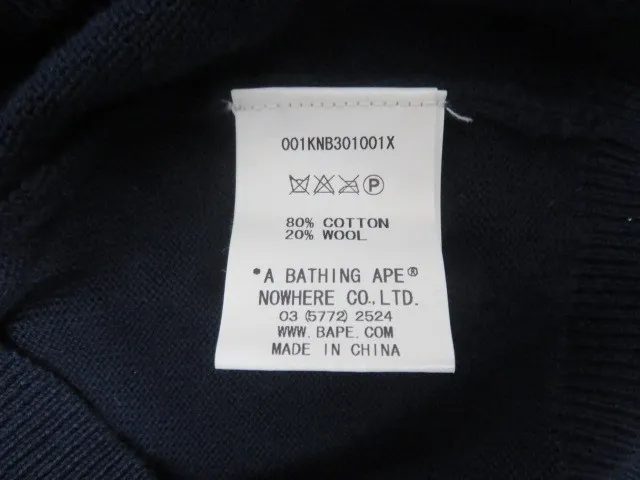 001KNB301001X
P
80% COTTON
20% WOOL
"A BATHING APE®
NOWHERE CO.,LTD.
03 (5772) 2524
WWW. BAPE. COM
MADE IN CHINA